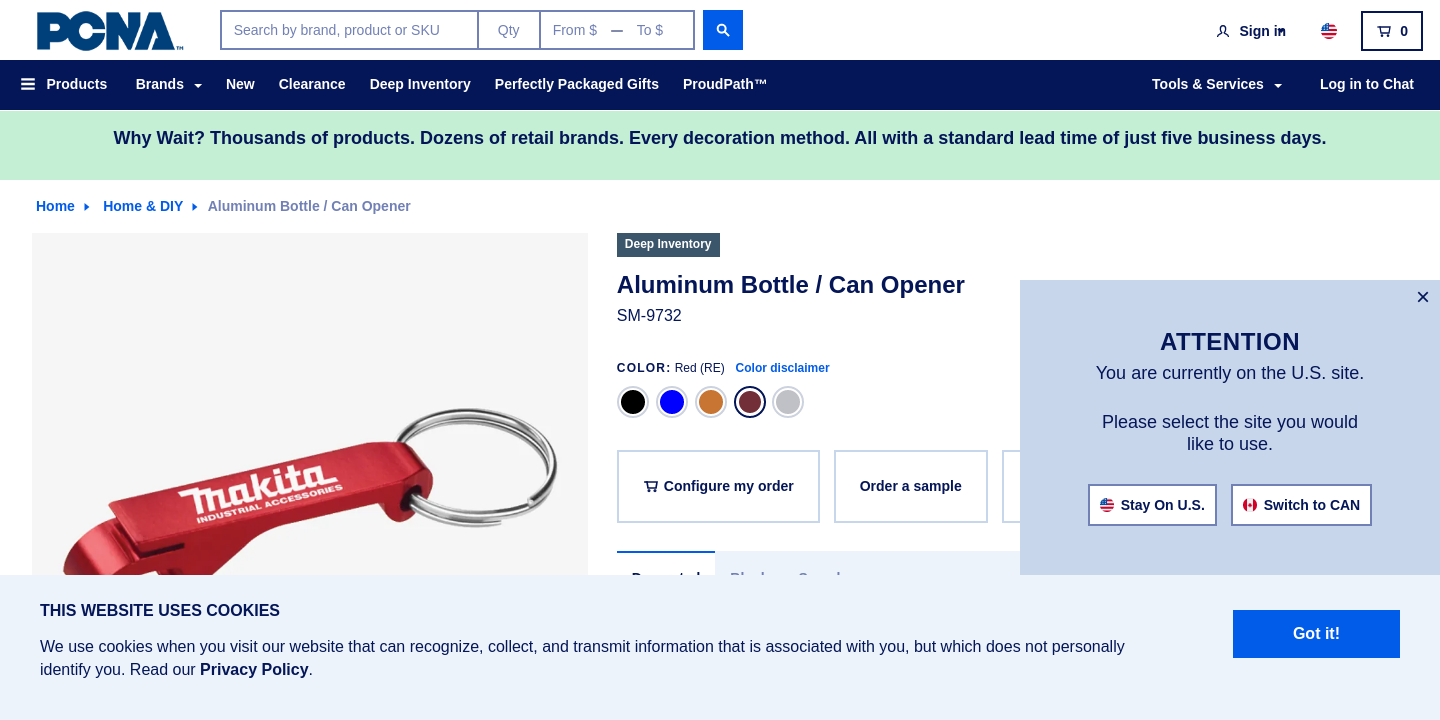 PCNA™
Search by brand, product or SKU
Qty
From $ — To $
Sign in
0
Products
Brands
New
Clearance
Deep Inventory
Perfectly Packaged Gifts
ProudPath™
Tools & Services
Log in to Chat
Why Wait? Thousands of products. Dozens of retail brands. Every decoration method. All with a standard lead time of just five business days.
Home
Home & DIY
Aluminum Bottle / Can Opener
makita
INDUSTRIAL ACCESSORIES
Deep Inventory
Aluminum Bottle / Can Opener
SM-9732
COLOR: Red (RE) Color disclaimer
Configure my order
Order a sample
×
ATTENTION
You are currently on the U.S. site.
Please select the site you would
like to use.
Stay On U.S.
Switch to CAN
THIS WEBSITE USES COOKIES
We use cookies when you visit our website that can recognize, collect, and transmit information that is associated with you, but which does not personally
identify you. Read our Privacy Policy.
Got it!